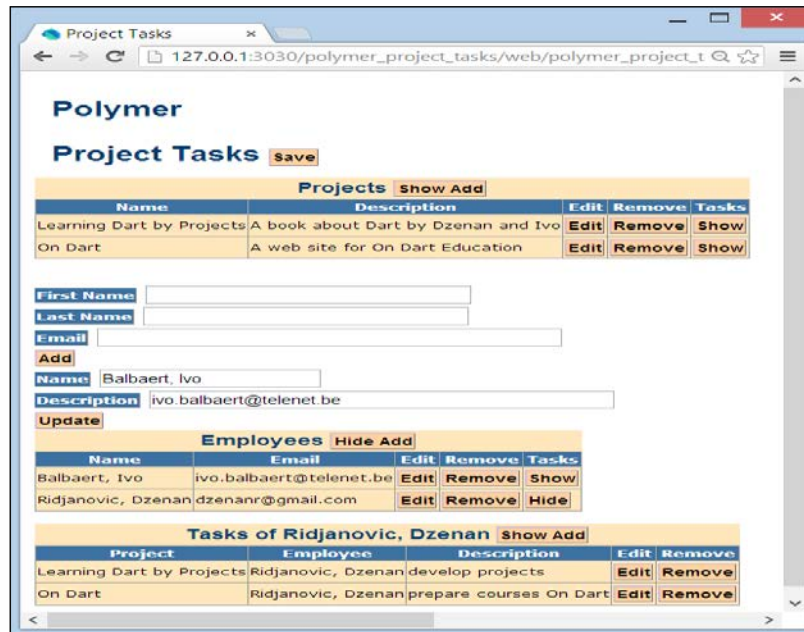 Project Tasks
127.0.0.1:3030/polymer_project_tasks/web/polymer_project_t
Polymer
Project Tasks Save
Projects Show Add
Name Description Edit Remove Tasks
Learning Dart by Projects A book about Dart by Dzenan and Ivo Edit Remove Show
On Dart A web site for On Dart Education Edit Remove Show
First Name
Last Name
Email
Add
Name Balbaert, Ivo
Description ivo.balbaert@telenet.be
Update
Employees Hide Add
Name Email Edit Remove Tasks
Balbaert, Ivo ivo.balbaert@telenet.be Edit Remove Show
Ridjanovic, Dzenan dzenanr@gmail.com Edit Remove Hide
Tasks of Ridjanovic, Dzenan Show Add
Project Employee Description Edit Remove
Learning Dart by Projects Ridjanovic, Dzenan develop projects Edit Remove
On Dart Ridjanovic, Dzenan prepare courses On Dart Edit Remove